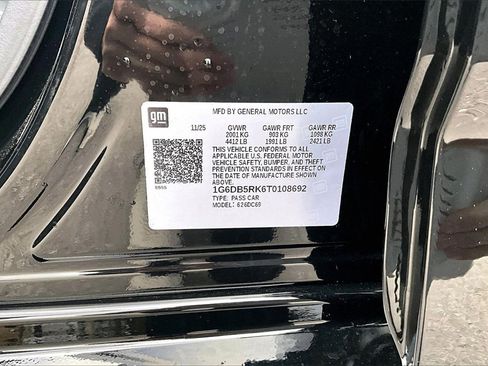 gm
MFD BY GENERAL MOTORS LLC
11/25 GVWR GAWR FRT GAWR RR
2001 KG 903 KG 1098 KG
4412 LB 1991 LB 2421 LB
THIS VEHICLE CONFORMS TO ALL
APPLICABLE U.S. FEDERAL MOTOR
VEHICLE SAFETY, BUMPER, AND THEFT
PREVENTION STANDARDS IN EFFECT ON
THE DATE OF MANUFACTURE SHOWN
ABOVE.
1G6DB5RK6T0108692
TYPE: PASS CAR
MODEL: 626DC69